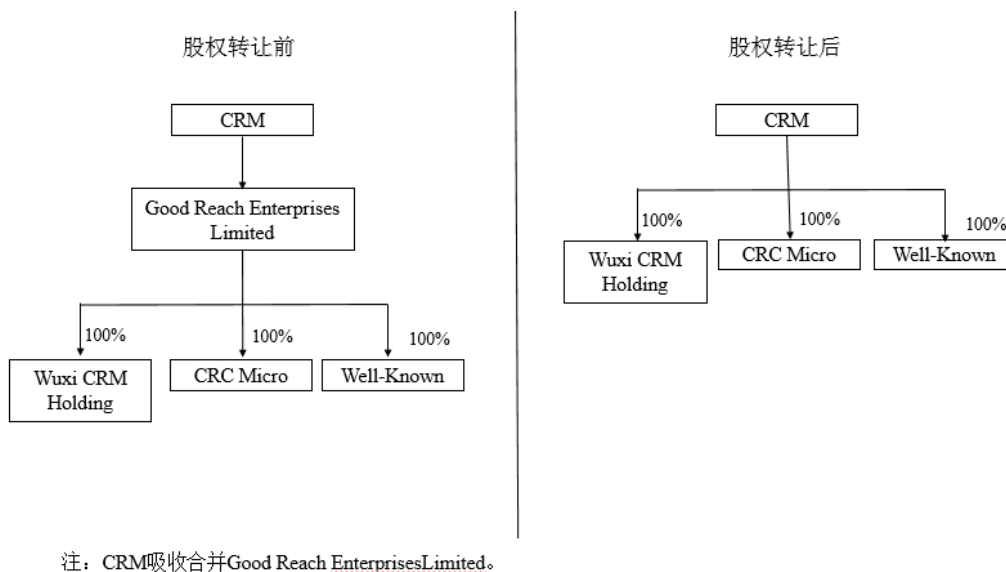 股权转让前
CRM
Good Reach Enterprises
Limited
100%
100%
100%
Wuxi CRM
Holding
CRC Micro
Well-Known
股权转让后
CRM
100%
100%
100%
Wuxi CRM
Holding
CRC Micro
Well-Known
注：CRM吸收合并Good Reach EnterprisesLimited。